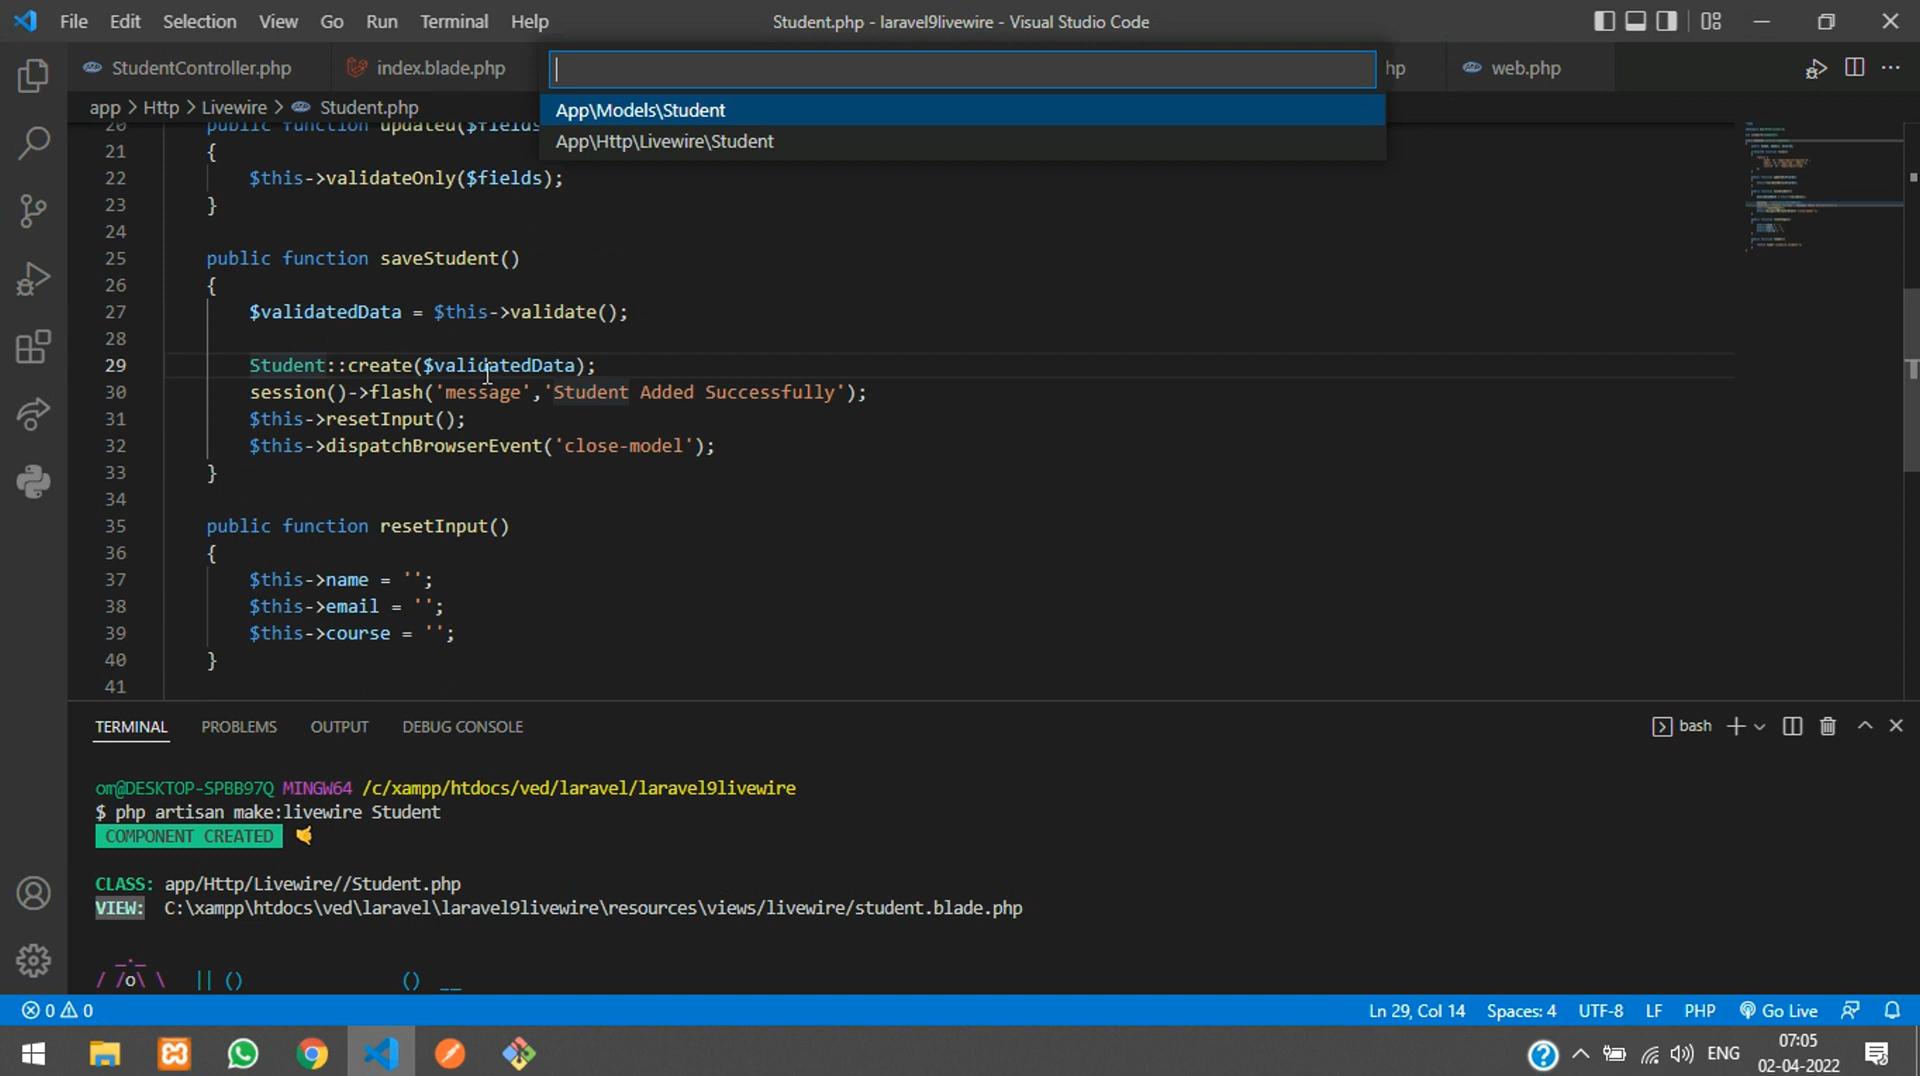 File Edit Selection View Go Run Terminal Help
Student.php - laravel9livewire - Visual Studio Code
StudentController.php
index.blade.php
hp
web.php
App\Models\Student
App\Http\Livewire\Student
app > Http > Livewire > Student.php
20 public function updated($fields
21 {
22 $this->validateOnly($fields);
23 }
24
25 public function saveStudent()
26 {
27 $validatedData = $this->validate();
28
29 Student::create($validatedData);
30 session()->flash('message','Student Added Successfully');
31 $this->resetInput();
32 $this->dispatchBrowserEvent('close-model');
33 }
34
35 public function resetInput()
36 {
37 $this->name = '';
38 $this->email = '';
39 $this->course = '';
40 }
41
TERMINAL PROBLEMS OUTPUT DEBUG CONSOLE
bash
om@DESKTOP-SPBB97Q MINGW64 /c/xampp/htdocs/ved/laravel/laravel9livewire
$ php artisan make:livewire Student
COMPONENT CREATED 🤙
CLASS: app/Http/Livewire//Student.php
VIEW: C:\xampp\htdocs\ved\laravel\laravel9livewire\resources\views/livewire/student.blade.php
_._
/ /o\ \ || () () __
0 0
Ln 29, Col 14 Spaces: 4 UTF-8 LF PHP Go Live
ENG
07:05
02-04-2022